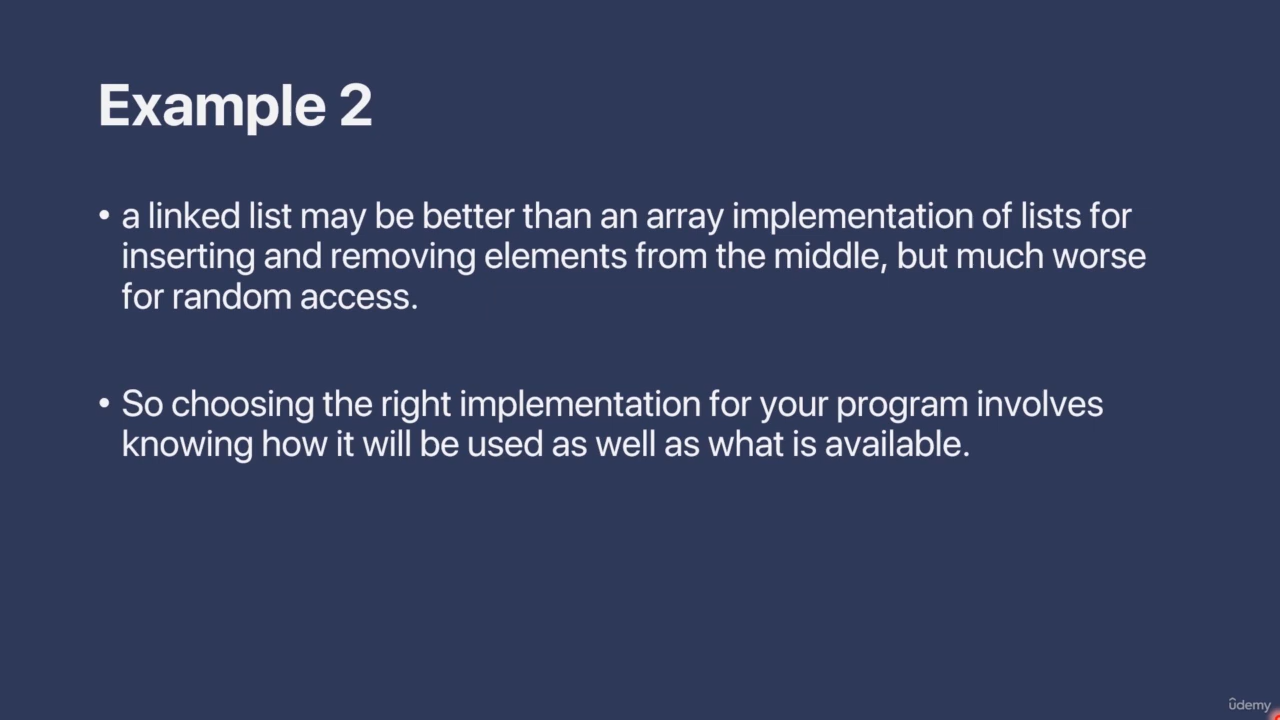 Example 2
• a linked list may be better than an array implementation of lists for
inserting and removing elements from the middle, but much worse
for random access.
• So choosing the right implementation for your program involves
knowing how it will be used as well as what is available.
ûdemy